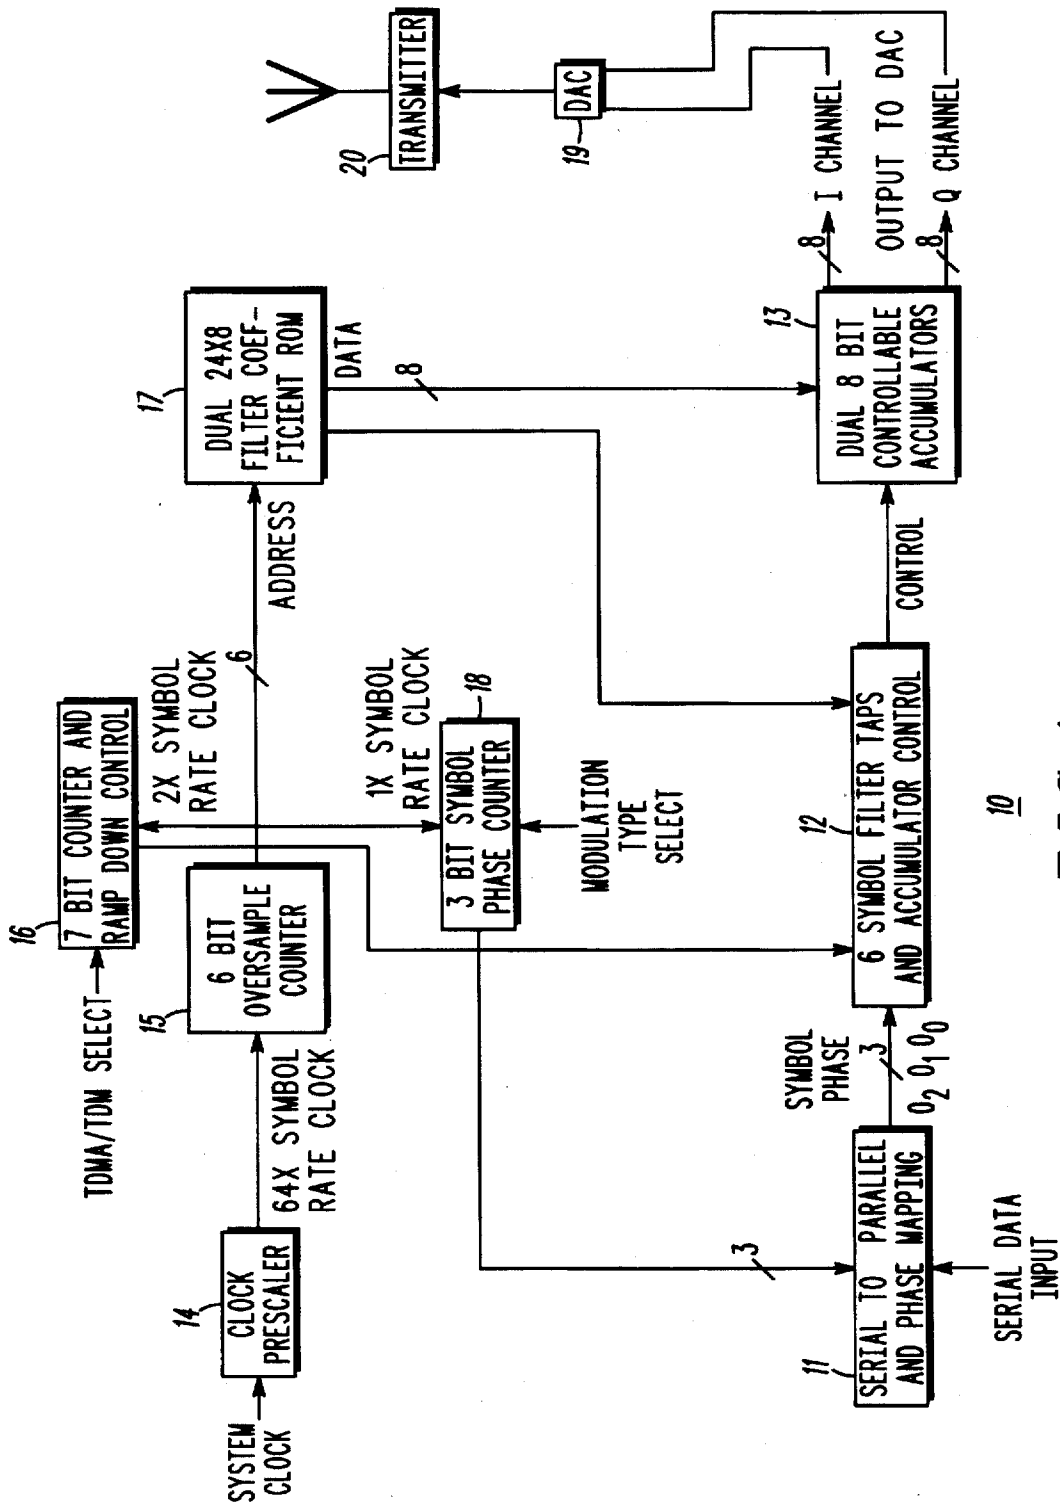 TDMA/TDM SELECT
16
7 BIT COUNTER AND
RAMP DOWN CONTROL
SYSTEM
CLOCK
14
CLOCK
PRESCALER
64X SYMBOL
RATE CLOCK
15
6 BIT
OVERSAMPLE
COUNTER
2X SYMBOL
RATE CLOCK
6
ADDRESS
17
DUAL 24X8
FILTER COEF-
FICIENT ROM
DATA
8
1X SYMBOL
RATE CLOCK
18
3 BIT SYMBOL
PHASE COUNTER
MODULATION
TYPE
SELECT
3
11
SERIAL TO PARALLEL
AND PHASE MAPPING
SERIAL DATA
INPUT
SYMBOL
PHASE
3
O2 O1 O0
12
6 SYMBOL FILTER TAPS
AND ACCUMULATOR CONTROL
CONTROL
13
DUAL 8 BIT
CONTROLLABLE
ACCUMULATORS
8
I CHANNEL
OUTPUT TO DAC
8
Q CHANNEL
19
DAC
20
TRANSMITTER
10